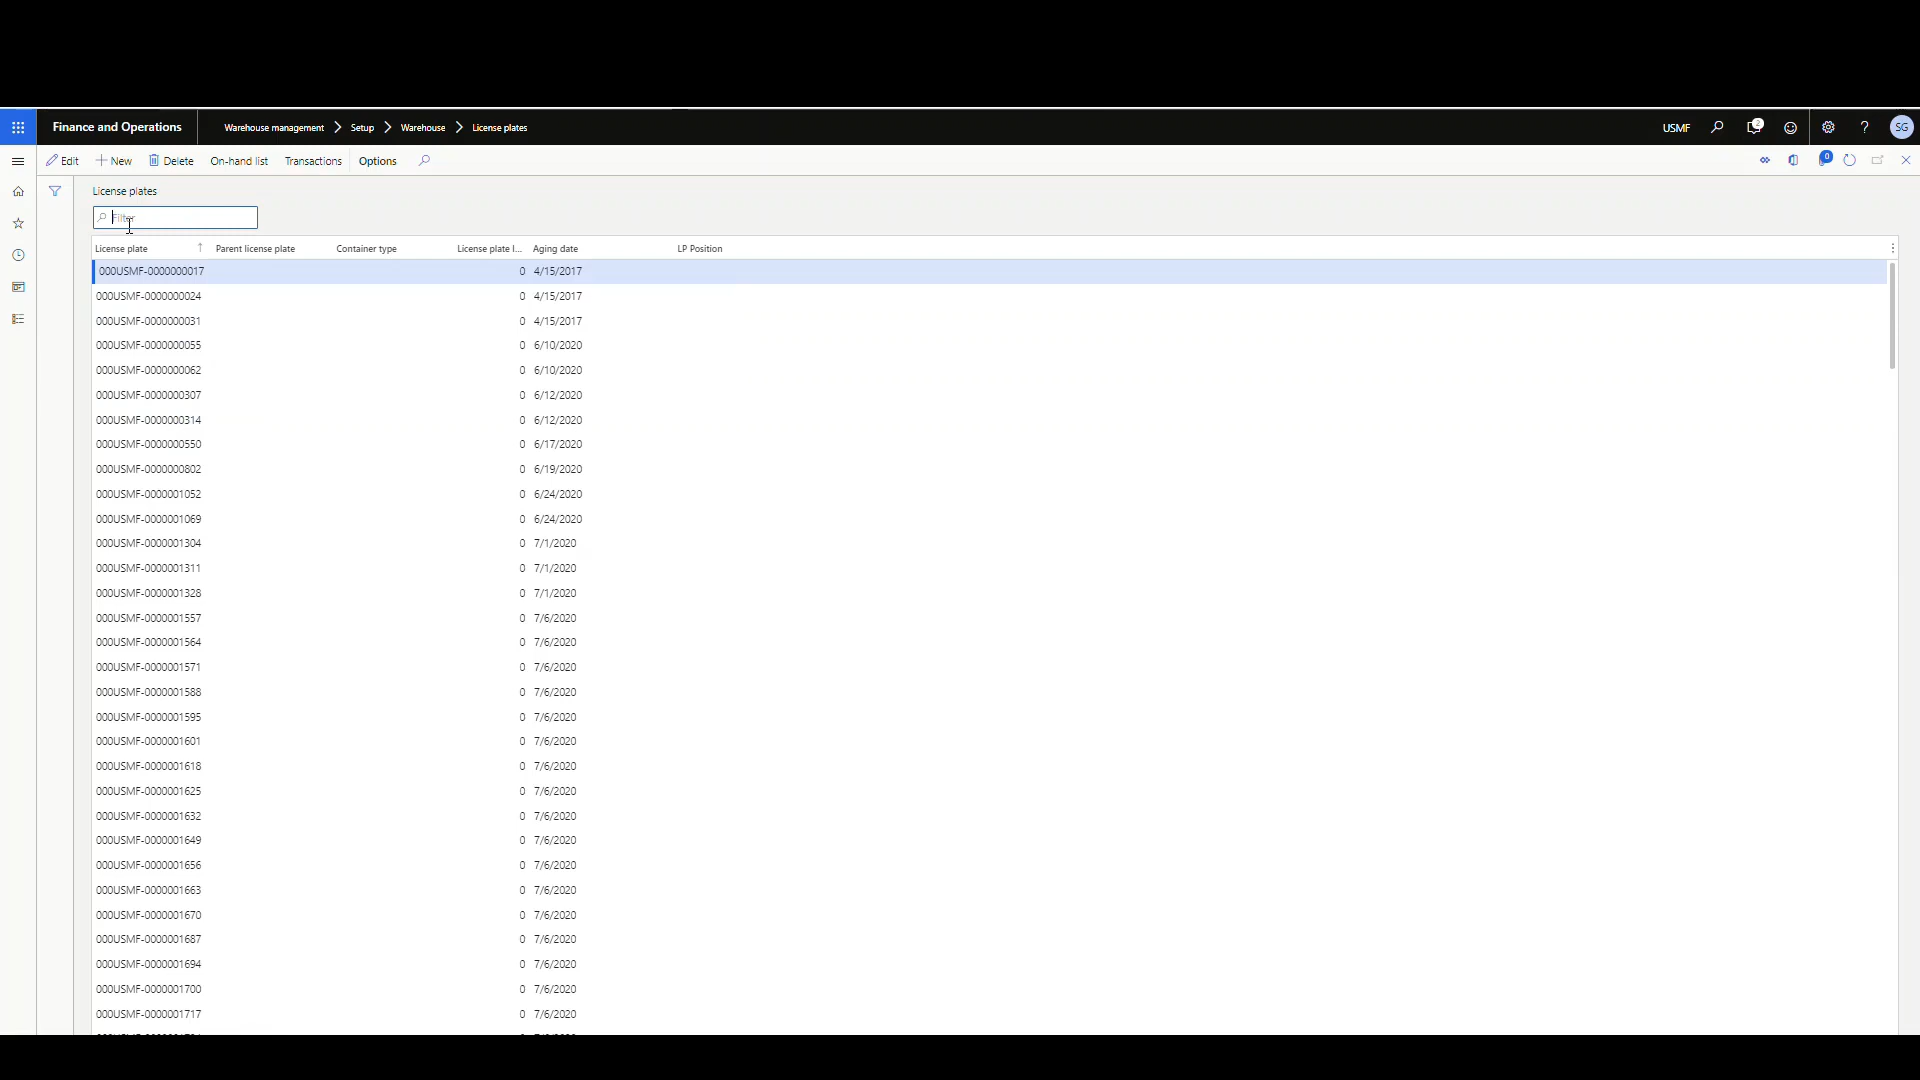 Finance and Operations Warehouse management Setup Warehouse License plates USMF 2 ? SG
Edit New Delete On-hand list Transactions Options 0
License plates
Filter
License plate Parent license plate Container type License plate l... Aging date LP Position
000USMF-0000000017 0 4/15/2017
000USMF-0000000024 0 4/15/2017
000USMF-0000000031 0 4/15/2017
000USMF-0000000055 0 6/10/2020
000USMF-0000000062 0 6/10/2020
000USMF-0000000307 0 6/12/2020
000USMF-0000000314 0 6/12/2020
000USMF-0000000550 0 6/17/2020
000USMF-0000000802 0 6/19/2020
000USMF-0000001052 0 6/24/2020
000USMF-0000001069 0 6/24/2020
000USMF-0000001304 0 7/1/2020
000USMF-0000001311 0 7/1/2020
000USMF-0000001328 0 7/1/2020
000USMF-0000001557 0 7/6/2020
000USMF-0000001564 0 7/6/2020
000USMF-0000001571 0 7/6/2020
000USMF-0000001588 0 7/6/2020
000USMF-0000001595 0 7/6/2020
000USMF-0000001601 0 7/6/2020
000USMF-0000001618 0 7/6/2020
000USMF-0000001625 0 7/6/2020
000USMF-0000001632 0 7/6/2020
000USMF-0000001649 0 7/6/2020
000USMF-0000001656 0 7/6/2020
000USMF-0000001663 0 7/6/2020
000USMF-0000001670 0 7/6/2020
000USMF-0000001687 0 7/6/2020
000USMF-0000001694 0 7/6/2020
000USMF-0000001700 0 7/6/2020
000USMF-0000001717 0 7/6/2020